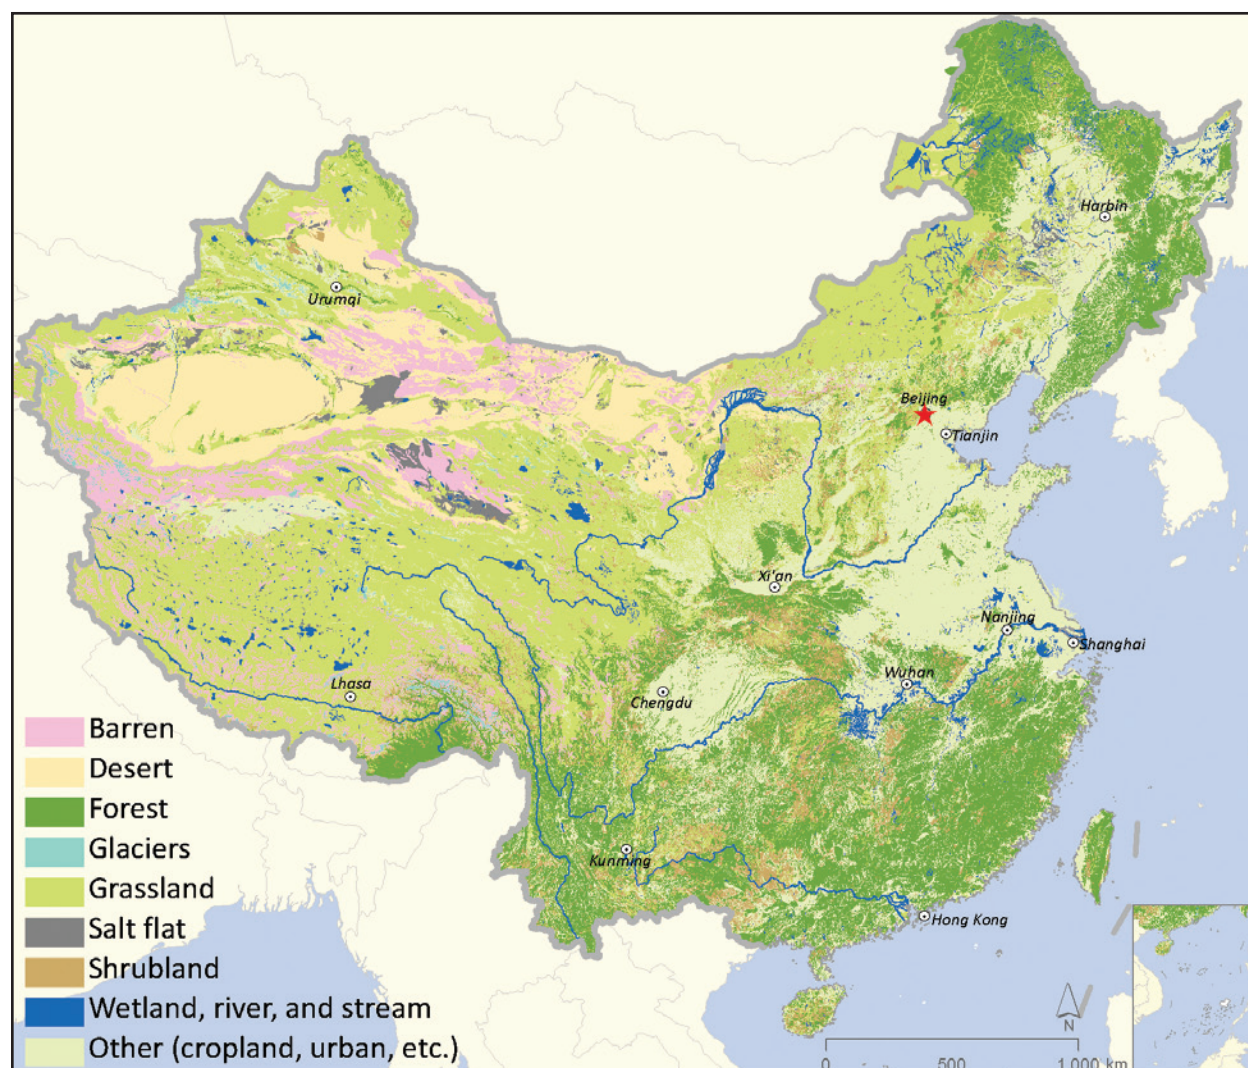 Harbin
Urumqi
Beijing
Tianjin
Xi'an
Nanjing
Shanghai
Wuhan
Chengdu
Lhasa
Kunming
Hong Kong
Barren
Desert
Forest
Glaciers
Grassland
Salt flat
Shrubland
Wetland, river, and stream
Other (cropland, urban, etc.)
N
0 500 1,000 km